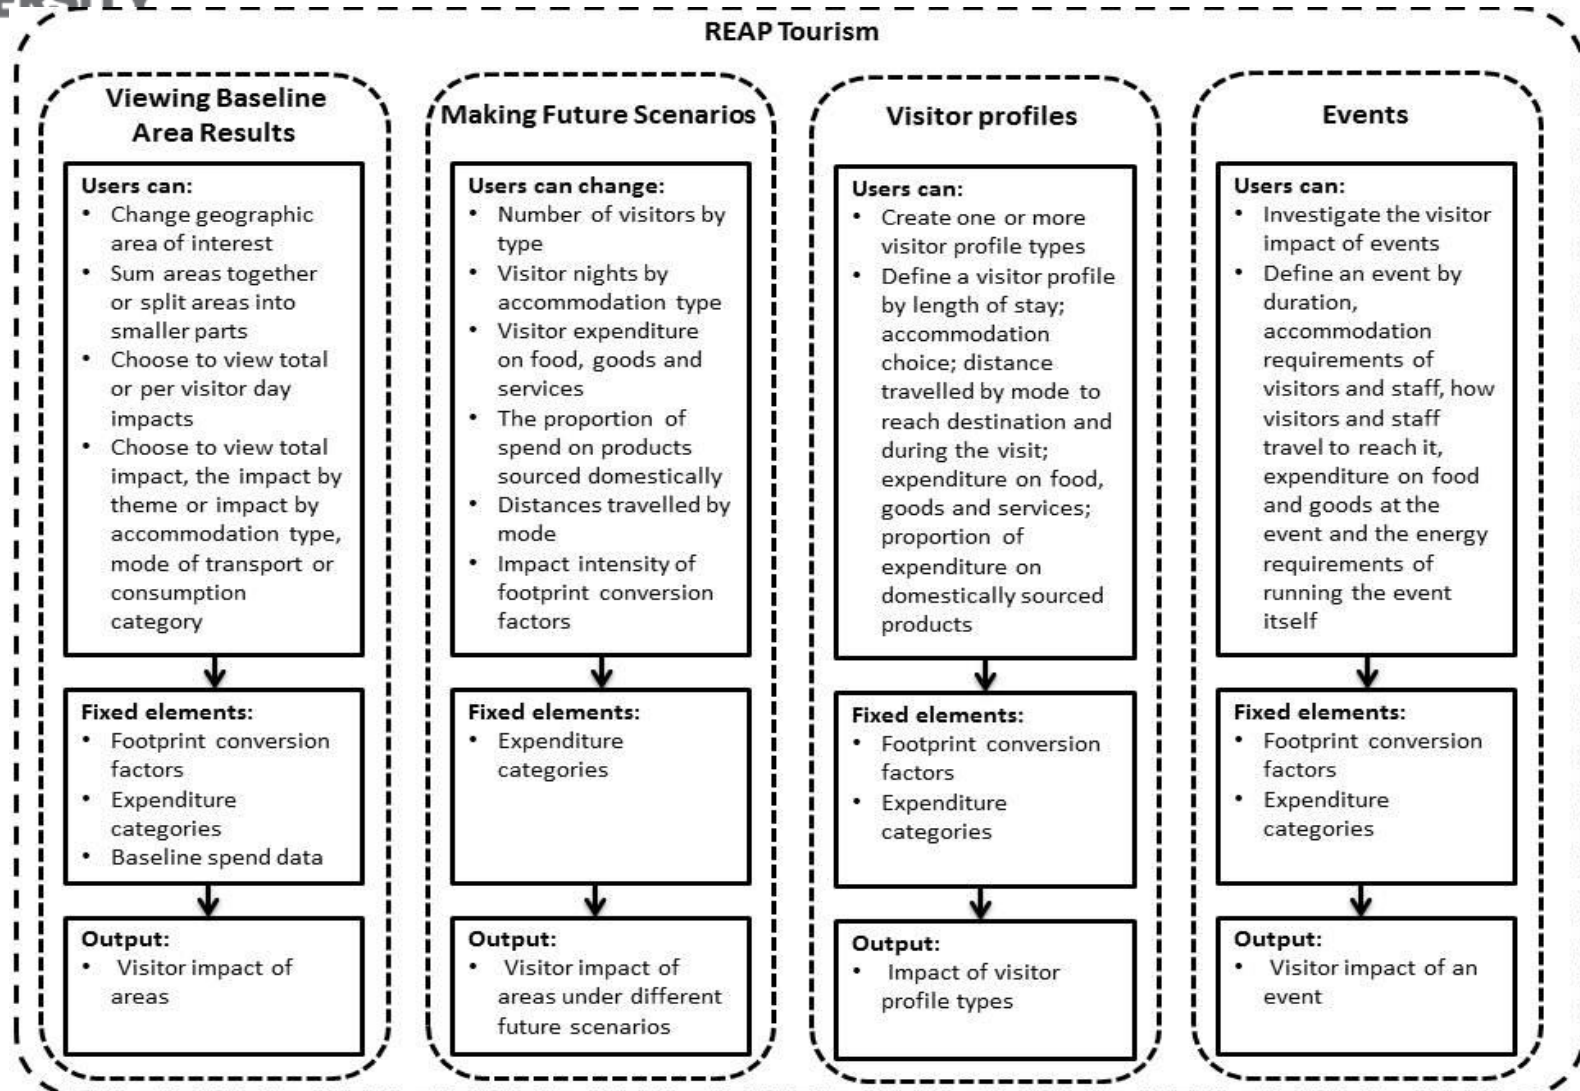 REAP Tourism
Viewing Baseline
Area Results
Users can:
• Change geographic
area of interest
• Sum areas together
or split areas into
smaller parts
• Choose to view total
or per visitor day
impacts
• Choose to view total
impact, the impact by
theme or impact by
accommodation type,
mode of transport or
consumption
category
Fixed elements:
• Footprint conversion
factors
• Expenditure
categories
• Baseline spend data
Output:
• Visitor impact of
areas
Making Future Scenarios
Users can change:
• Number of visitors by
type
• Visitor nights by
accommodation type
• Visitor expenditure
on food, goods and
services
• The proportion of
spend on products
sourced domestically
• Distances travelled by
mode
• Impact intensity of
footprint conversion
factors
Fixed elements:
• Expenditure
categories
Output:
• Visitor impact of
areas under different
future scenarios
Visitor profiles
Users can:
• Create one or more
visitor profile types
• Define a visitor profile
by length of stay;
accommodation
choice; distance
travelled by mode to
reach destination and
during the visit;
expenditure on food,
goods and services;
proportion of
expenditure on
domestically sourced
products
Fixed elements:
• Footprint conversion
factors
• Expenditure
categories
Output:
• Impact of visitor
profile types
Events
Users can:
• Investigate the visitor
impact of events
• Define an event by
duration,
accommodation
requirements of
visitors and staff, how
visitors and staff
travel to reach it,
expenditure on food
and goods at the
event and the energy
requirements of
running the event
itself
Fixed elements:
• Footprint conversion
factors
• Expenditure
categories
Output:
• Visitor impact of an
event